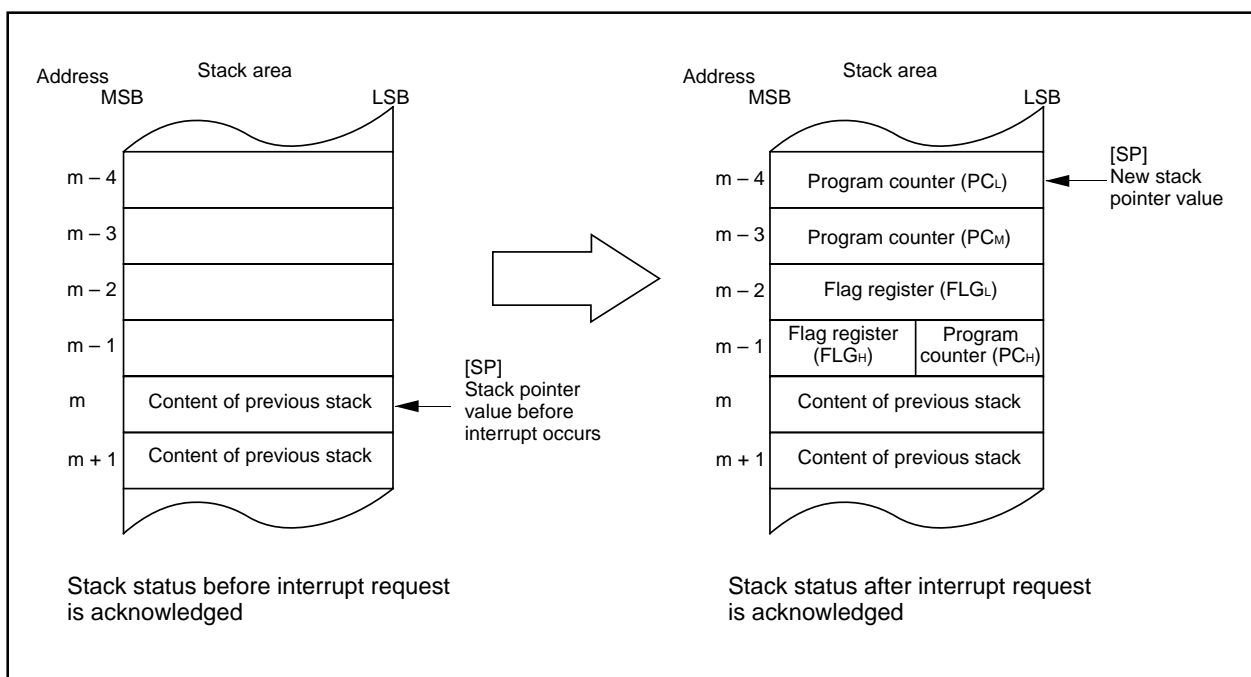 Stack area
Address
MSB
LSB
m – 4
m – 3
m – 2
m – 1
m
Content of previous stack
m + 1
Content of previous stack
[SP]
Stack pointer
value before
interrupt occurs
Stack status before interrupt request
is acknowledged
Stack area
Address
MSB
LSB
m – 4
Program counter (PCL)
[SP]
New stack
pointer value
m – 3
Program counter (PCM)
m – 2
Flag register (FLGL)
m – 1
Flag register
(FLGH)
Program
counter (PCH)
m
Content of previous stack
m + 1
Content of previous stack
Stack status after interrupt request
is acknowledged